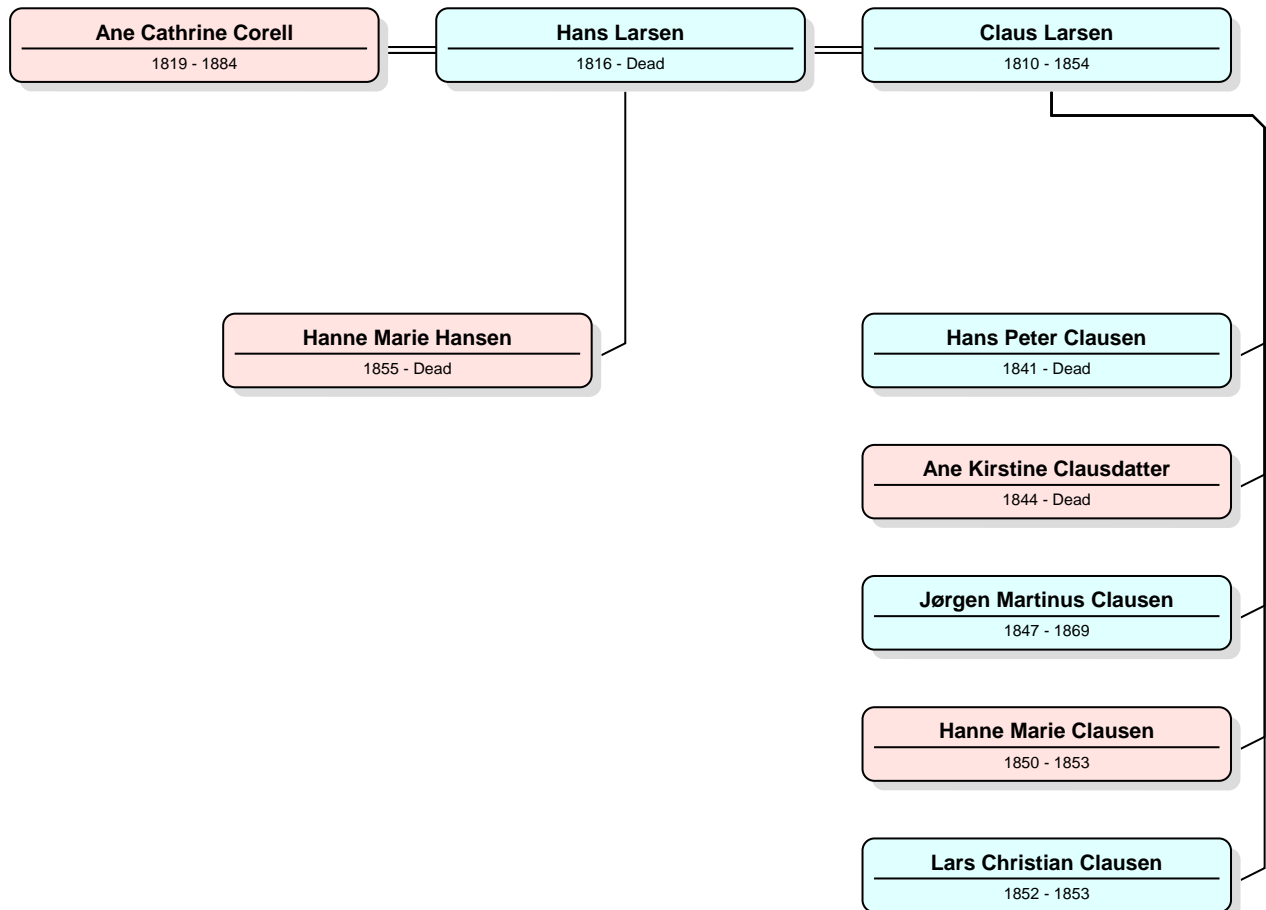 Ane Cathrine Corell
1819 - 1884
Hans Larsen
1816 - Dead
Claus Larsen
1810 - 1854
Hanne Marie Hansen
1855 - Dead
Hans Peter Clausen
1841 - Dead
Ane Kirstine Clausdatter
1844 - Dead
Jørgen Martinus Clausen
1847 - 1869
Hanne Marie Clausen
1850 - 1853
Lars Christian Clausen
1852 - 1853